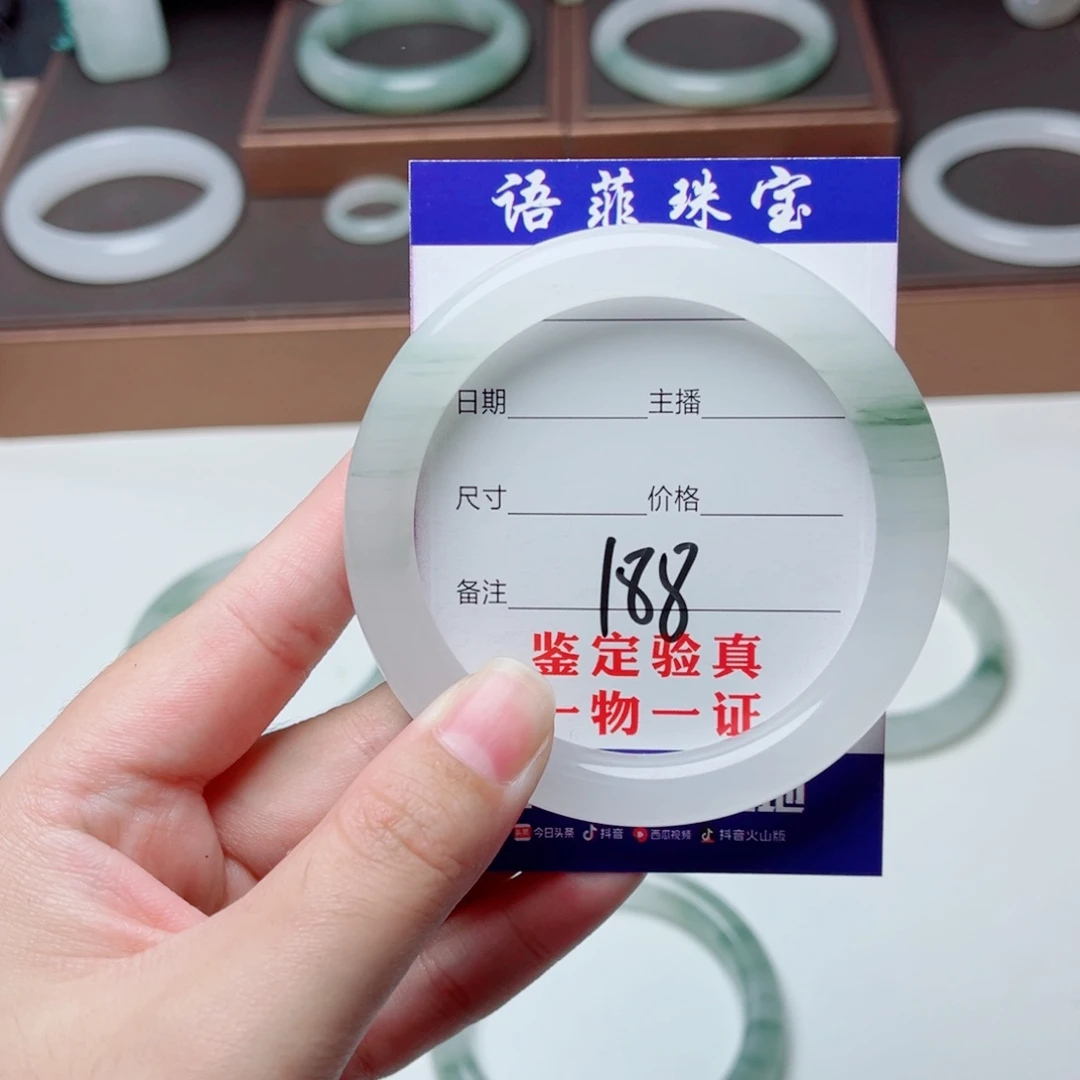 语菲珠宝
日期 主播
尺寸 价格
备注 188
鉴定验真
一物一证
今日头条 抖音 西瓜视频 抖音火山版